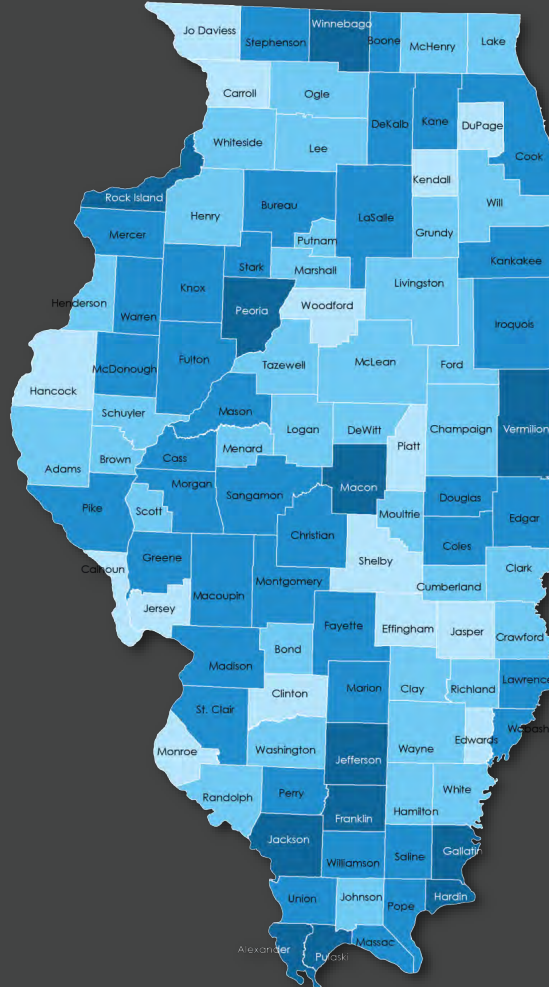 Jo Daviess
Stephenson
Winnebago
Boone
McHenry
Lake
Carroll
Ogle
DeKalb
Kane
DuPage
Cook
Whiteside
Lee
Kendall
Rock Island
Henry
Bureau
LaSalle
Will
Mercer
Putnam
Grundy
Stark
Marshall
Kankakee
Henderson
Warren
Knox
Peoria
Woodford
Livingston
Iroquois
Hancock
McDonough
Fulton
Tazewell
McLean
Ford
Schuyler
Mason
Logan
DeWitt
Piatt
Champaign
Vermilion
Adams
Brown
Cass
Menard
Macon
Pike
Scott
Morgan
Sangamon
Christian
Moultrie
Douglas
Edgar
Coles
Calhoun
Greene
Macoupin
Montgomery
Shelby
Cumberland
Clark
Jersey
Fayette
Effingham
Jasper
Crawford
Madison
Bond
Clinton
Marion
Clay
Richland
Lawrence
St. Clair
Monroe
Washington
Jefferson
Wayne
Edwards
Wabash
Randolph
Perry
Franklin
Hamilton
White
Jackson
Williamson
Saline
Gallatin
Union
Johnson
Pope
Hardin
Alexander
Pulaski
Massac